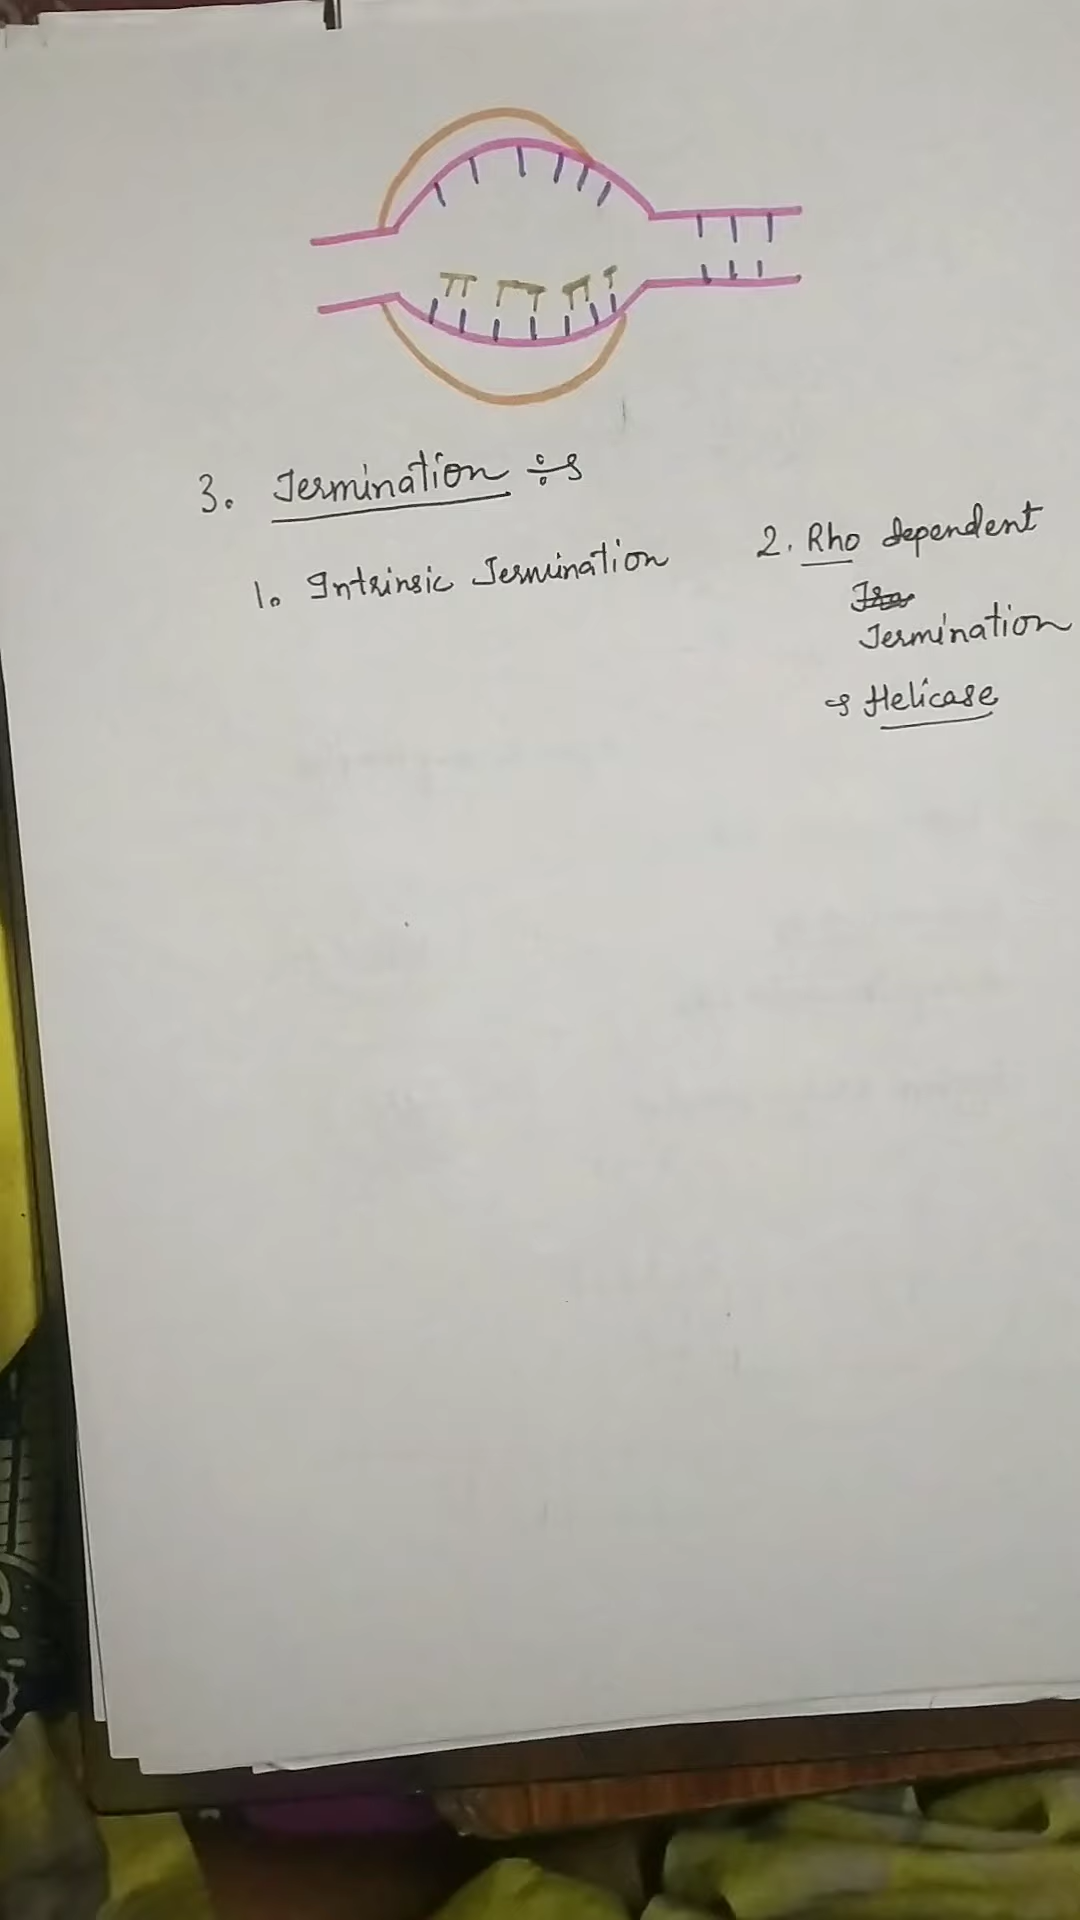 3. Termination ÷
1. Intrinsic Termination
2. Rho dependent
Termination
Helicase